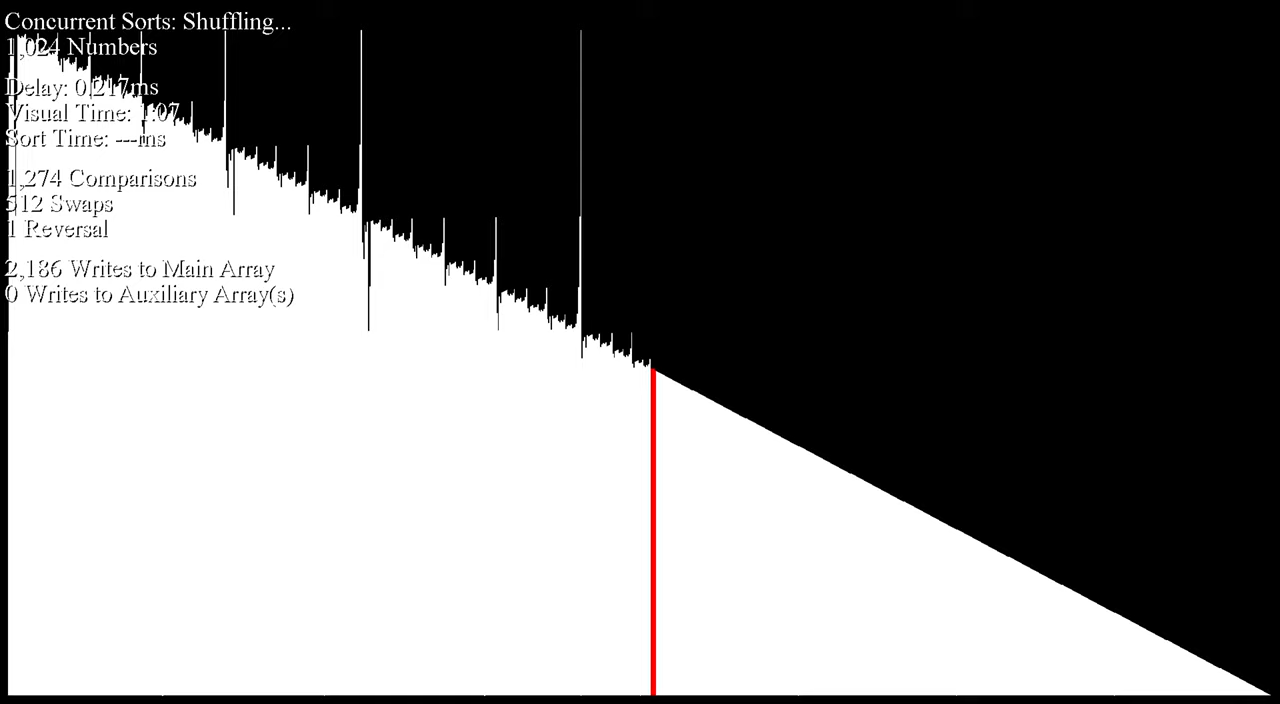 Concurrent Sorts: Shuffling...
1,024 Numbers
Delay: 0.217ms
Visual Time: 1:07
Sort Time: ---ms
1,274 Comparisons
512 Swaps
1 Reversal
2,186 Writes to Main Array
0 Writes to Auxiliary Array(s)